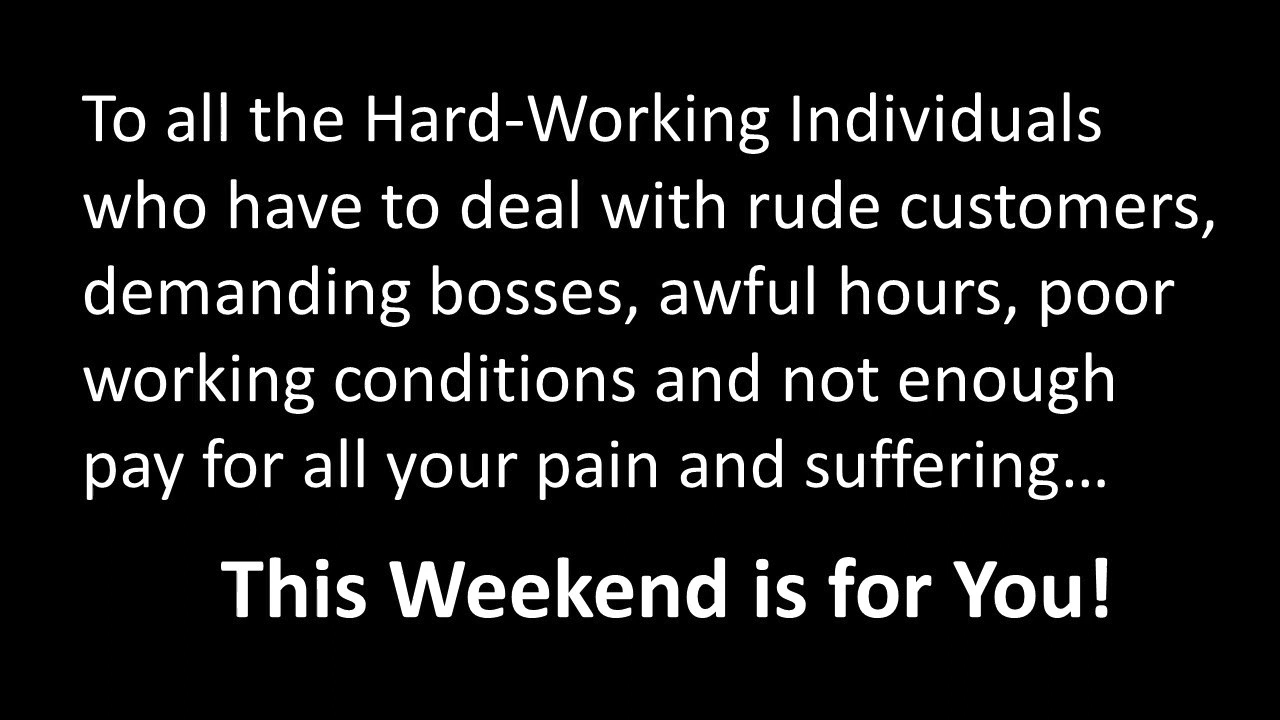 To all the Hard-Working Individuals
who have to deal with rude customers,
demanding bosses, awful hours, poor
working conditions and not enough
pay for all your pain and suffering…
This Weekend is for You!